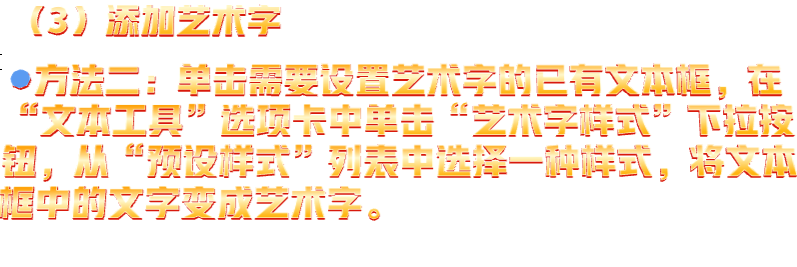 （3）添加艺术字
●方法二：单击需要设置艺术字的已有文本框，在
“文本工具”选项卡中单击“艺术字样式”下拉按
钮，从“预设样式”列表中选择一种样式，将文本
框中的文字变成艺术字。